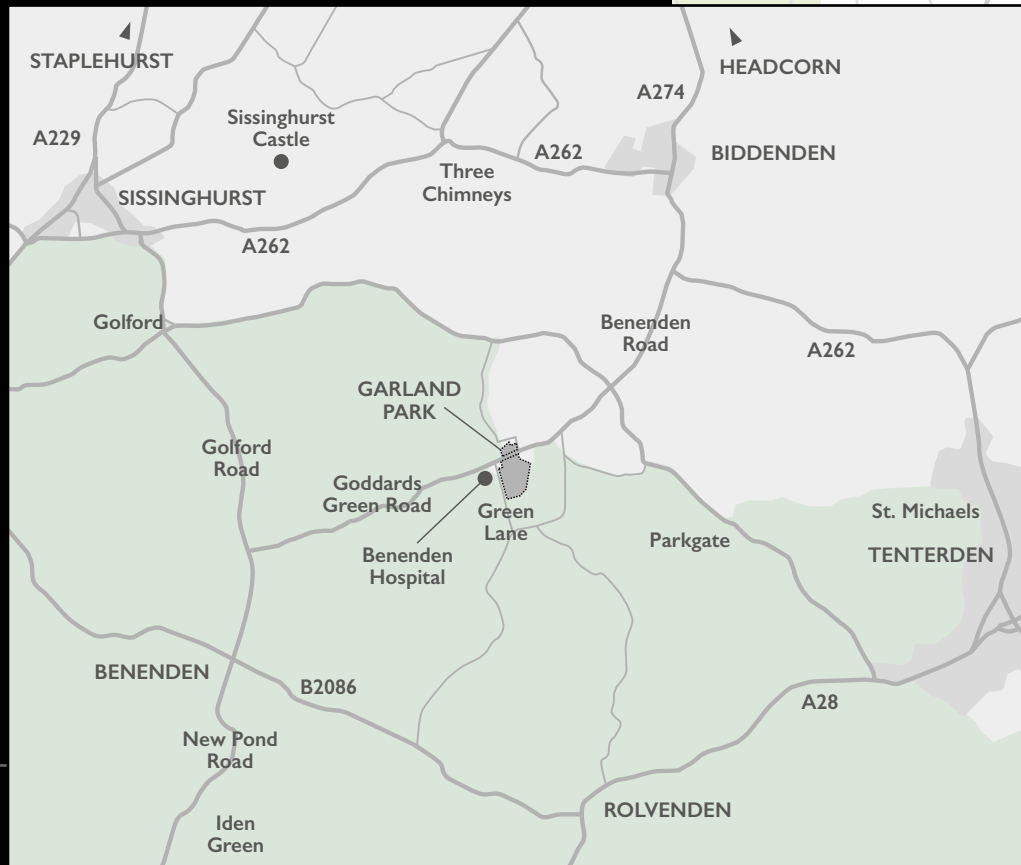 STAPLEHURST
HEADCORN
A274
Sissinghurst
Castle
A229
A262
BIDDENDEN
Three
Chimneys
SISSINGHURST
A262
Golford
Benenden
Road
A262
GARLAND
PARK
Golford
Road
Goddards
Green Road
Green
Lane
St. Michaels
Parkgate
TENTERDEN
Benenden
Hospital
BENENDEN
B2086
A28
New Pond
Road
ROLVENDEN
Iden
Green